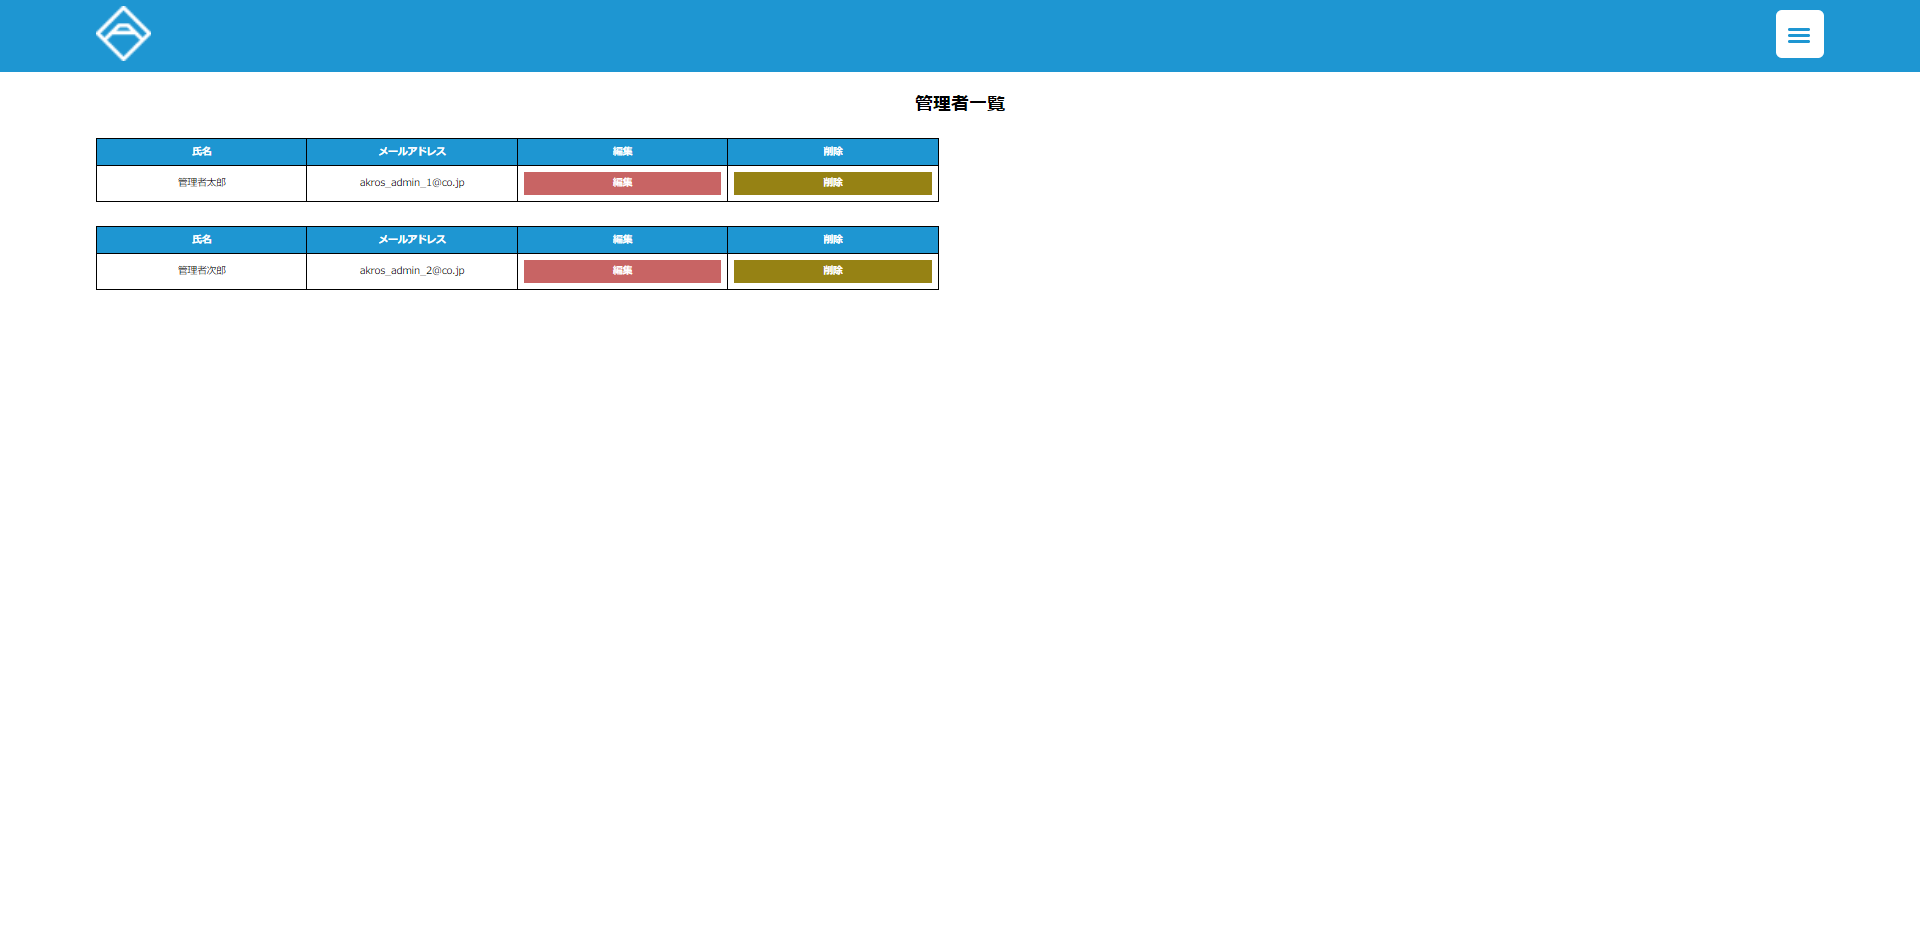 管理者一覧
氏名 メールアドレス 編集 削除
管理者太郎 akros_admin_1@co.jp 編集 削除
氏名 メールアドレス 編集 削除
管理者次郎 akros_admin_2@co.jp 編集 削除